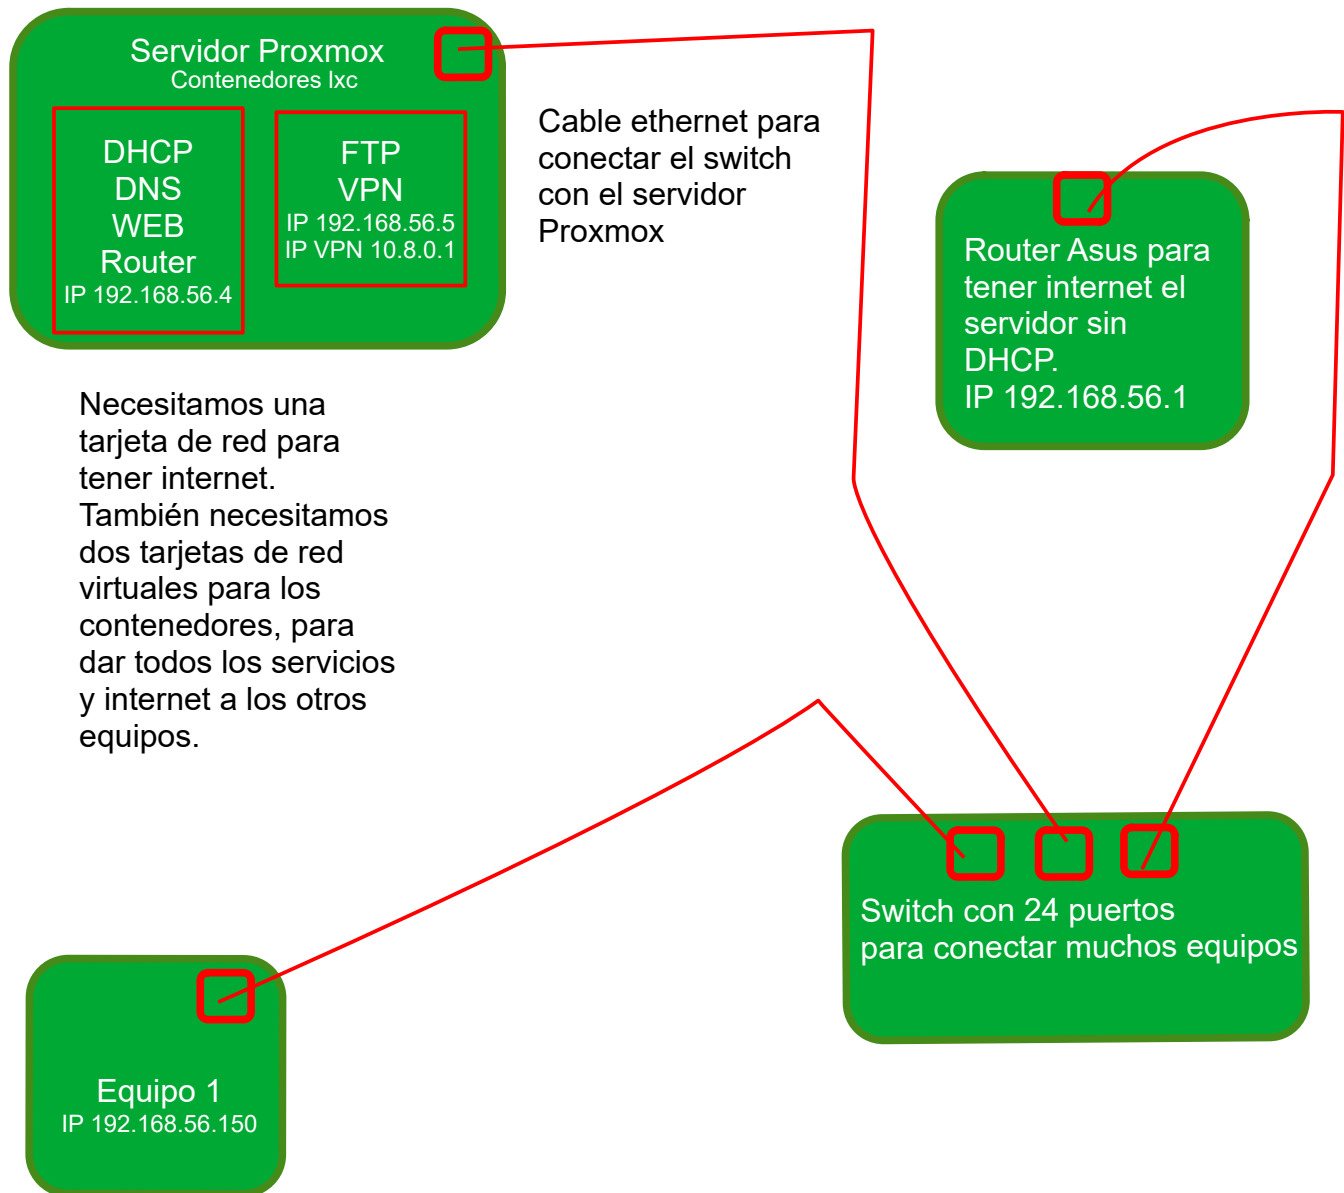 Servidor Proxmox
Contenedores lxc
DHCP
DNS
WEB
Router
IP 192.168.56.4
FTP
VPN
IP 192.168.56.5
IP VPN 10.8.0.1
Cable ethernet para
conectar el switch
con el servidor
Proxmox
Router Asus para
tener internet el
servidor sin
DHCP.
IP 192.168.56.1
Necesitamos una
tarjeta de red para
tener internet.
También necesitamos
dos tarjetas de red
virtuales para los
contenedores, para
dar todos los servicios
y internet a los otros
equipos.
Switch con 24 puertos
para conectar muchos equipos
Equipo 1
IP 192.168.56.150